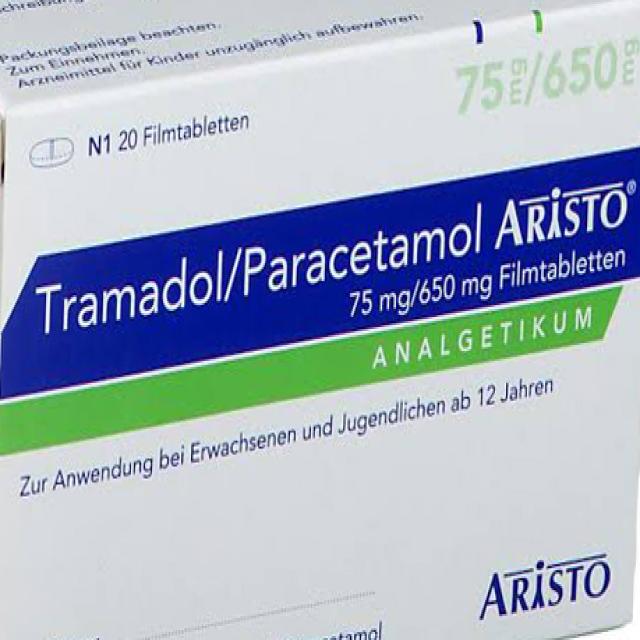 Packungsbeilage beachten.
Zum Einnehmen.
Arzneimittel für Kinder unzugänglich aufbewahren.
75 mg/650 mg
N1 20 Filmtabletten
Tramadol/Paracetamol ARISTO®
75 mg/650 mg Filmtabletten
ANALGETIKUM
Zur Anwendung bei Erwachsenen und Jugendlichen ab 12 Jahren
ARISTO